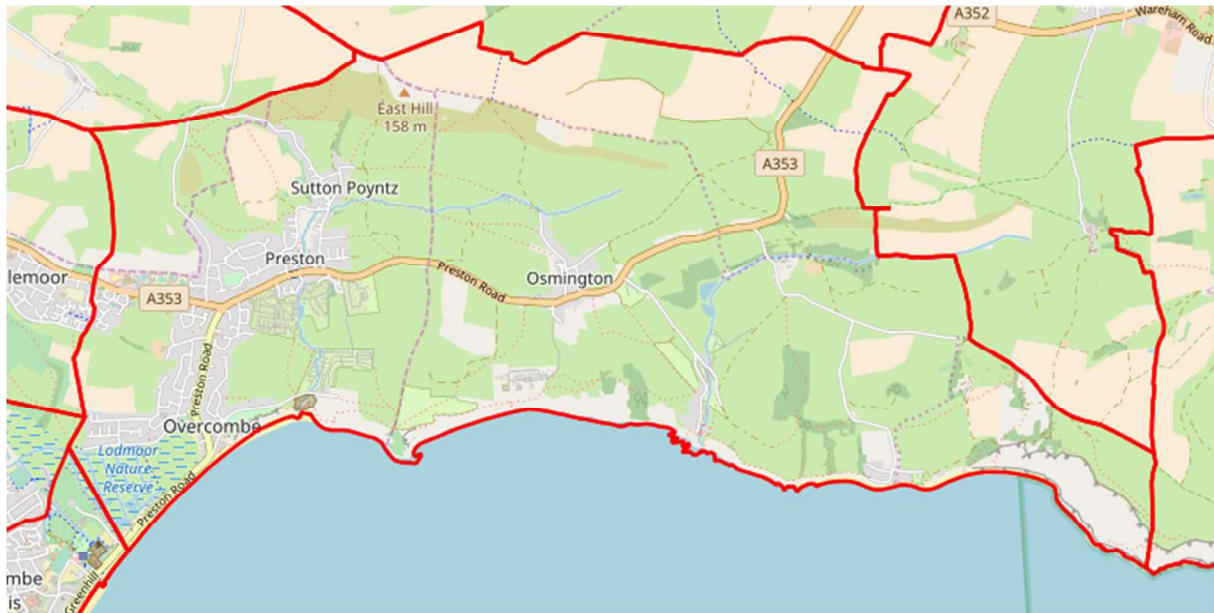 A352
Wareham Road
East Hill
158 m
A353
Sutton Poyntz
Preston
lemoor
A353
Preston Road
Osmington
Preston Road
Overcombe
Lodmoor
Nature
Reserve
Preston Road
Greenhill
mbe
is